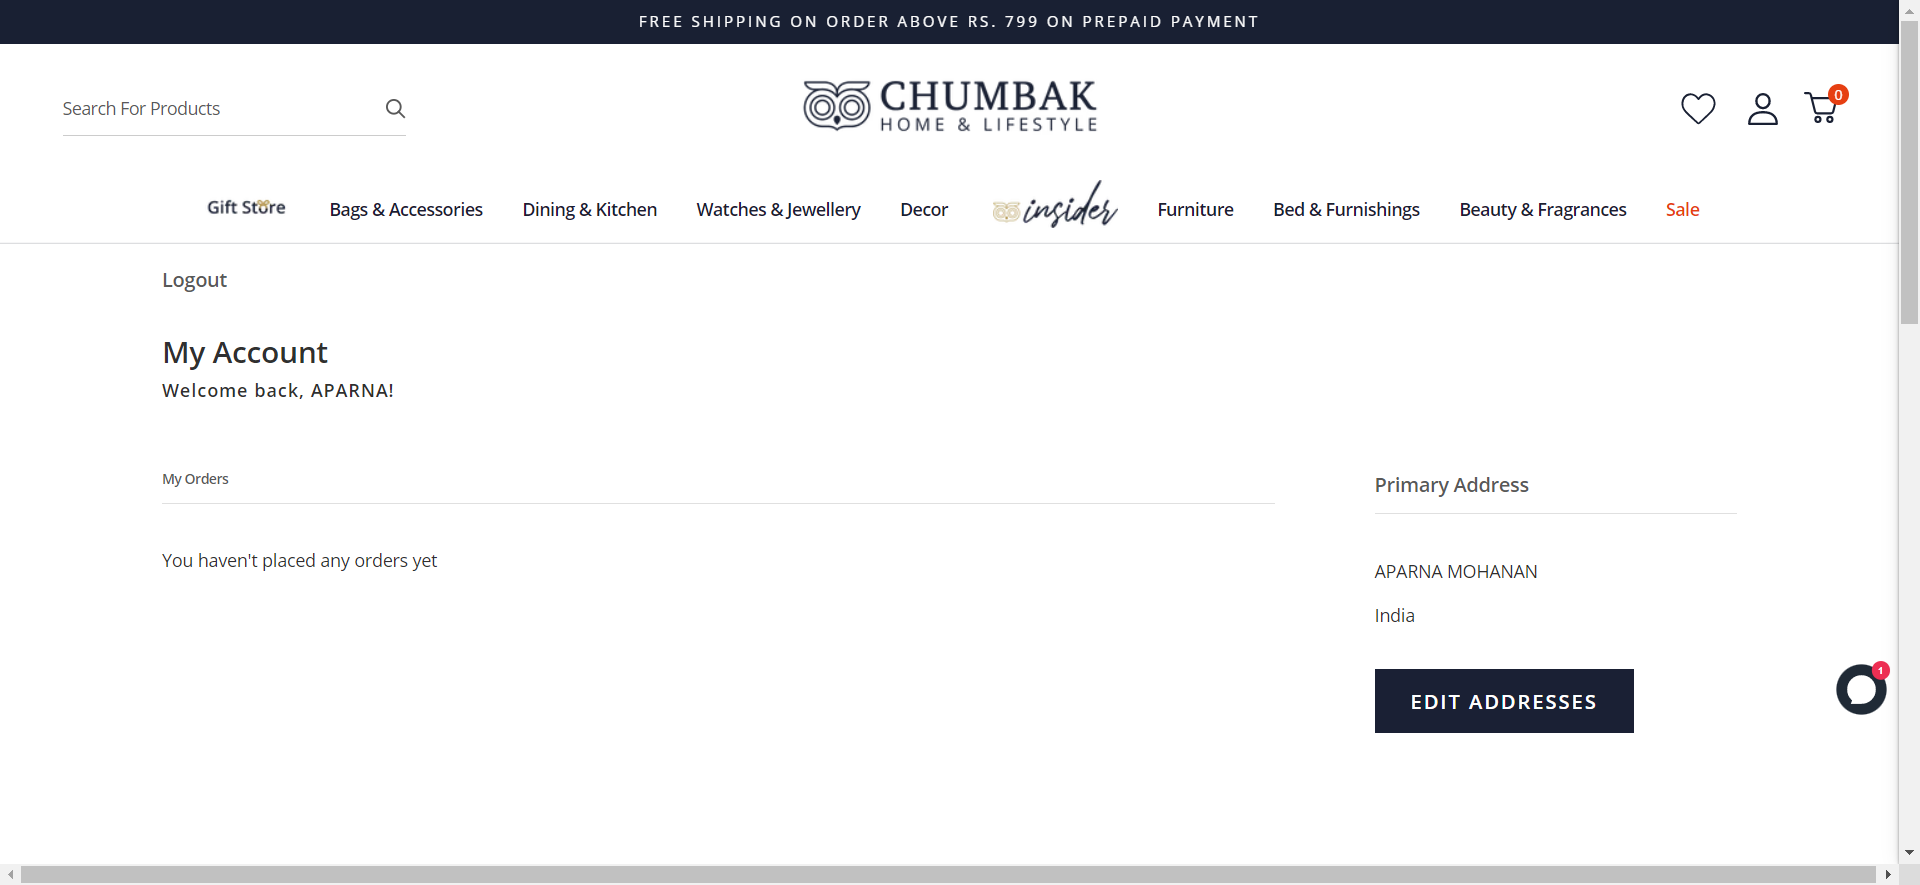 FREE SHIPPING ON ORDER ABOVE RS. 799 ON PREPAID PAYMENT
Search For Products
CHUMBAK
HOME & LIFESTYLE
0
Gift Store
Bags & Accessories
Dining & Kitchen
Watches & Jewellery
Decor
insider
Furniture
Bed & Furnishings
Beauty & Fragrances
Sale
Logout
My Account
Welcome back, APARNA!
My Orders
You haven't placed any orders yet
Primary Address
APARNA MOHANAN
India
EDIT ADDRESSES
1